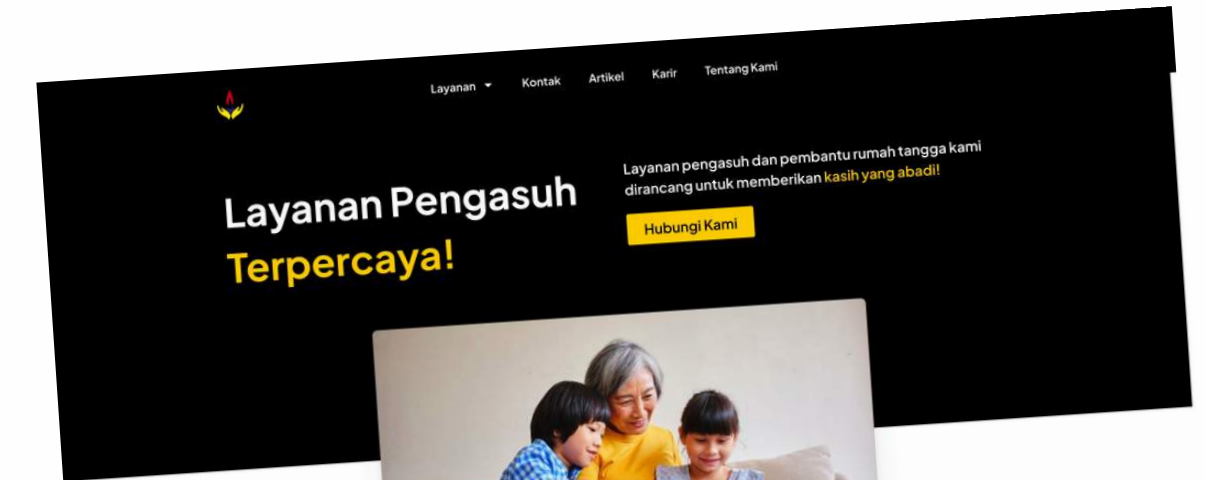 Layanan
Kontak
Artikel
Karir
Tentang Kami
Layanan Pengasuh
Terpercaya!
Layanan pengasuh dan pembantu rumah tangga kami
dirancang untuk memberikan kasih yang abadi!
Hubungi Kami